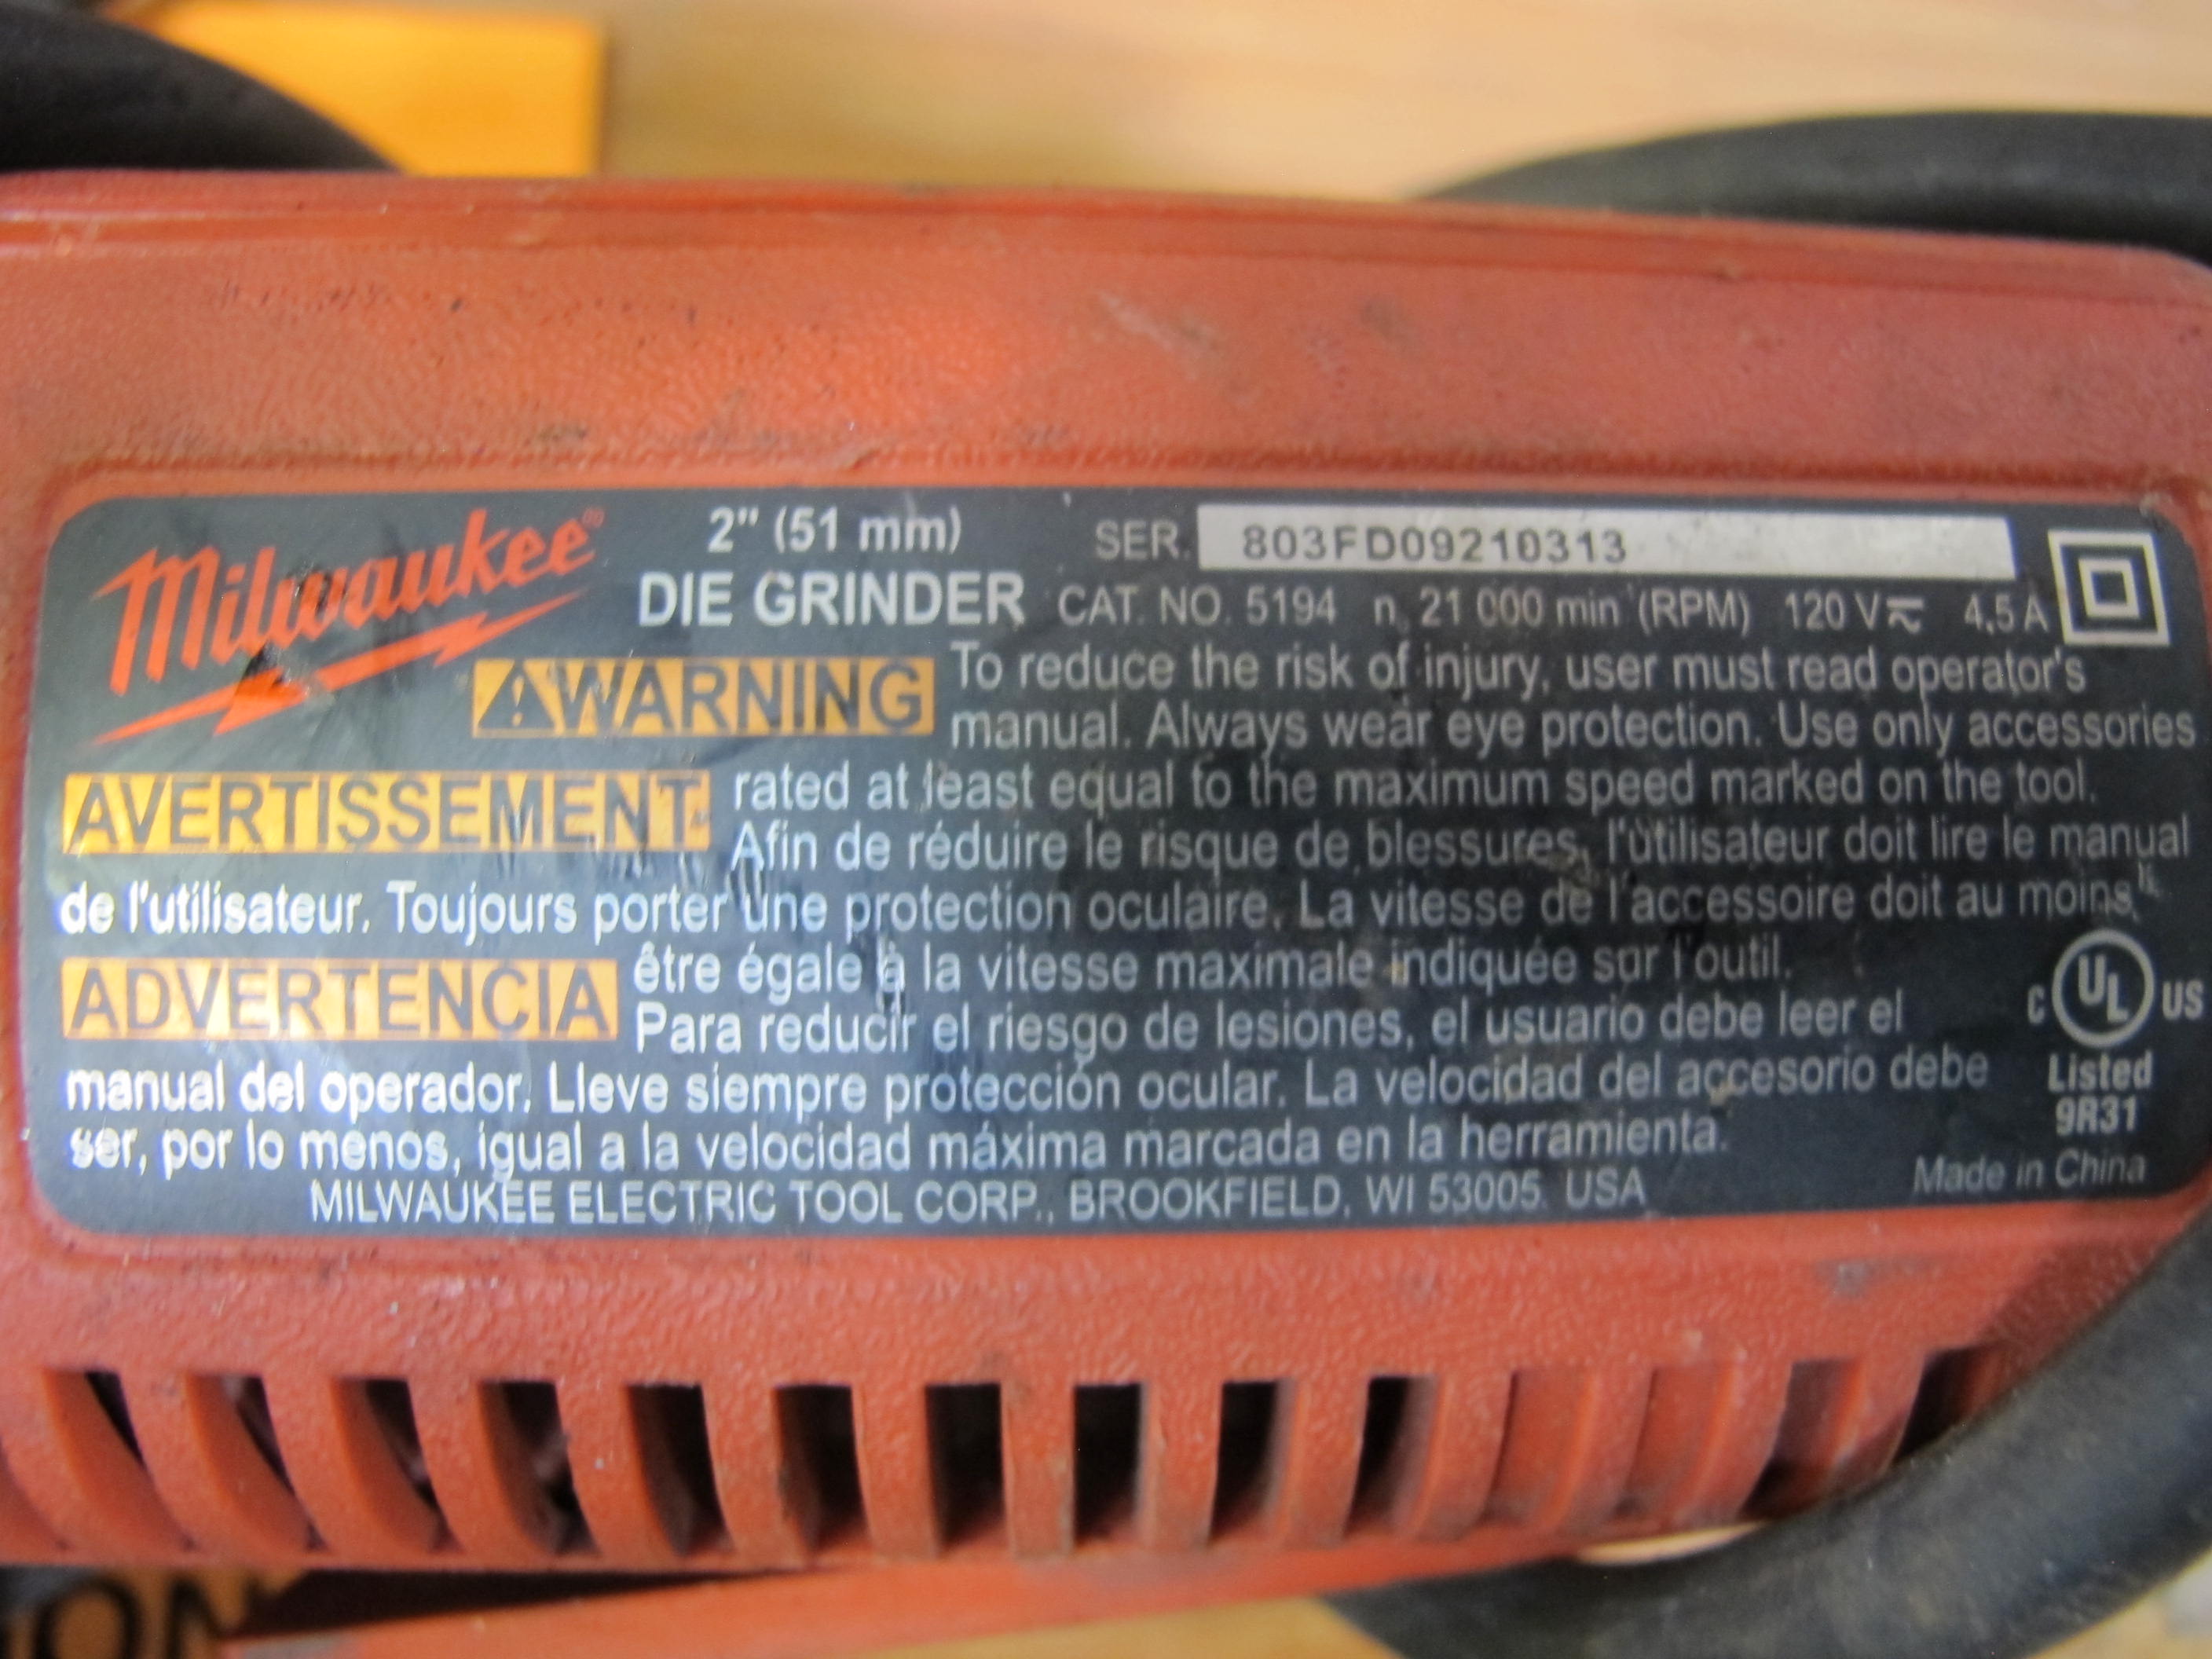 Milwaukee®
2" (51 mm)
DIE GRINDER
SER. 803FD09210313
CAT. NO. 5194 n₀ 21 000 min⁻¹ (RPM) 120 V 4,5 A
WARNING To reduce the risk of injury, user must read operator's
manual. Always wear eye protection. Use only accessories
rated at least equal to the maximum speed marked on the tool.
AVERTISSEMENT Afin de réduire le risque de blessures, l'utilisateur doit lire le manual
de l'utilisateur. Toujours porter une protection oculaire. La vitesse de l'accessoire doit au moins
être égale à la vitesse maximale indiquée sur l'outil.
ADVERTENCIA Para reducir el riesgo de lesiones, el usuario debe leer el
manual del operador. Lleve siempre protección ocular. La velocidad del accesorio debe
ser, por lo menos, igual a la velocidad máxima marcada en la herramienta.
MILWAUKEE ELECTRIC TOOL CORP., BROOKFIELD, WI 53005 USA
C UL US
Listed
9R31
Made in China